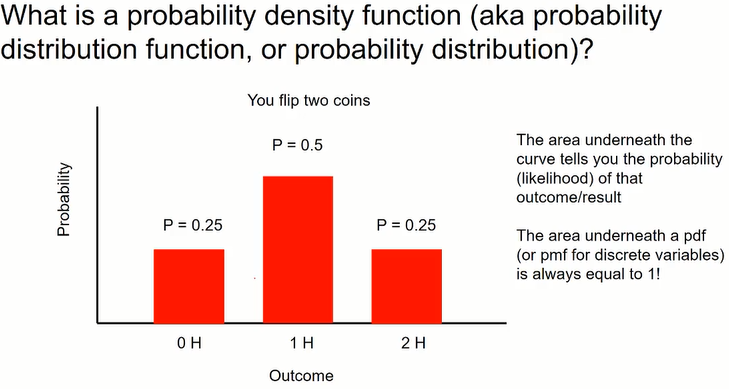 What is a probability density function (aka probability
distribution function, or probability distribution)?
You flip two coins
P = 0.5
P = 0.25
P = 0.25
Probability
0 H
1 H
2 H
Outcome
The area underneath the
curve tells you the probability
(likelihood) of that
outcome/result
The area underneath a pdf
(or pmf for discrete variables)
is always equal to 1!